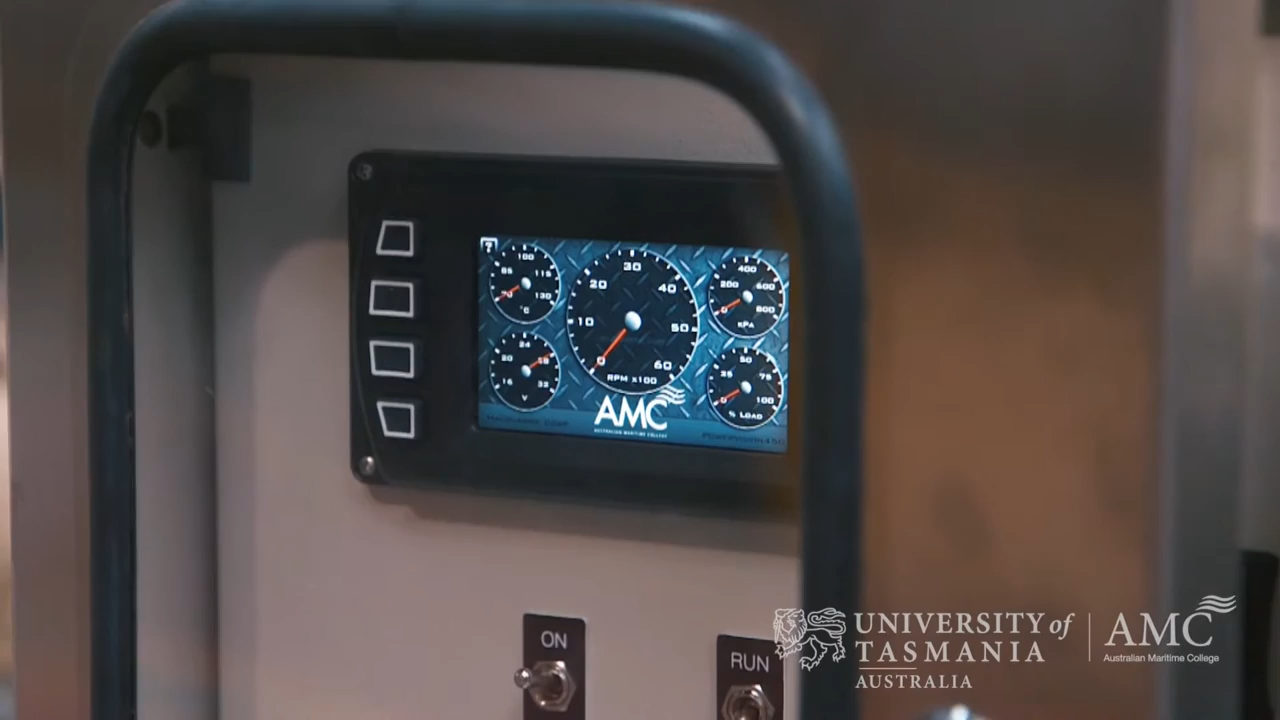 ?
100
85
115
70
130
°C
30
20
40
10
50
0
60
RPM x100
400
200
600
0
800
kPa
24
20
28
16
32
V
50
25
75
0
100
% LOAD
AMC
AUSTRALIAN MARITIME COLLEGE
ON
RUN
UNIVERSITY of
TASMANIA
AUSTRALIA
AMC
Australian Maritime College